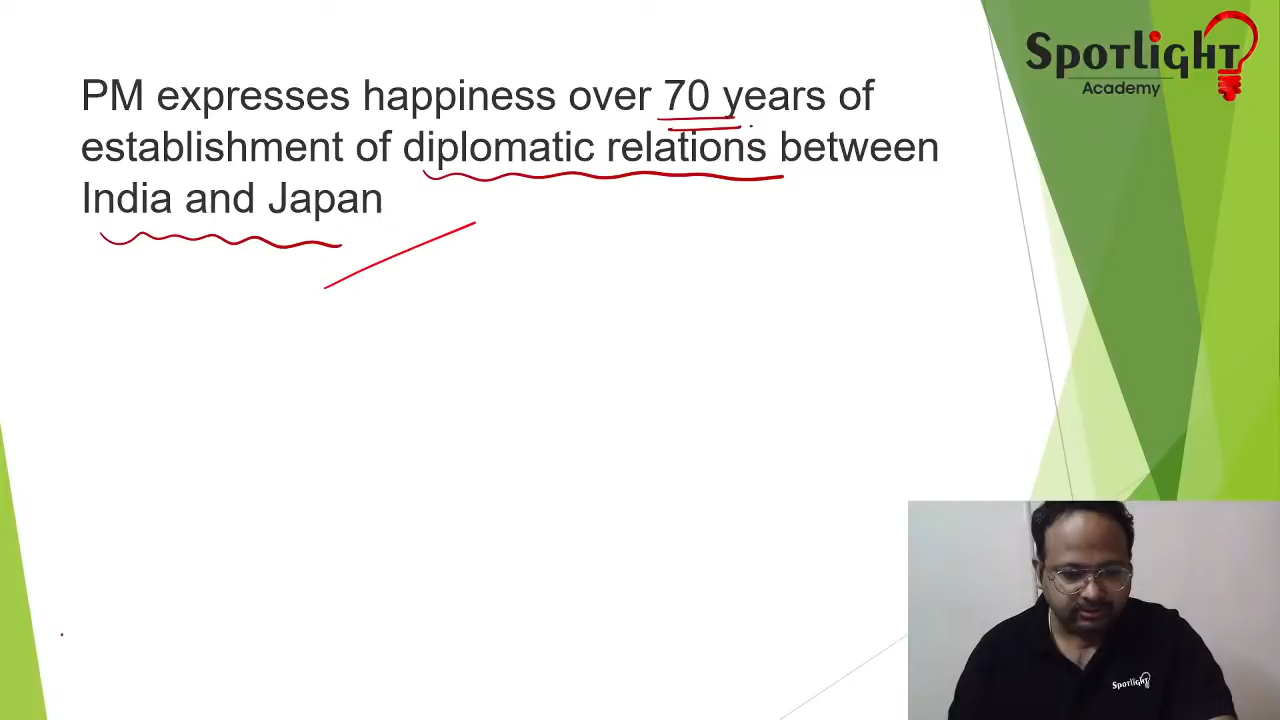 Spotlight
Academy
PM expresses happiness over 70 years of
establishment of diplomatic relations between
India and Japan
Spotlight